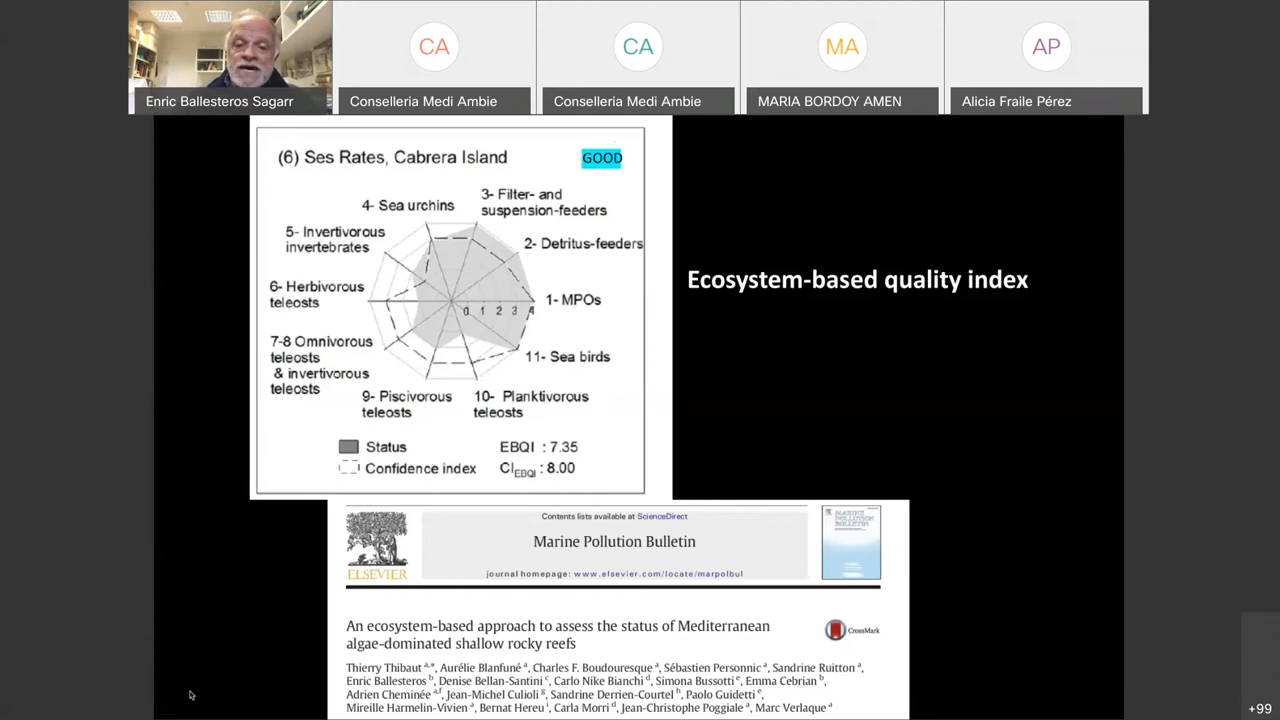 CA
CA
MA
AP
Enric Ballesteros Sagarr
Conselleria Medi Ambie
Conselleria Medi Ambie
MARIA BORDOY AMEN
Alicia Fraile Pérez
(6) Ses Rates, Cabrera Island
GOOD
3- Filter- and
suspension-feeders
4- Sea urchins
5- Invertivorous
invertebrates
2- Detritus-feeders
6- Herbivorous
teleosts
1- MPOs
0 1 2 3 4
7-8 Omnivorous
teleosts
& invertivorous
teleosts
11- Sea birds
9- Piscivorous
teleosts
10- Planktivorous
teleosts
Status
EBQI : 7.35
Confidence index
CI EBQI : 8.00
Ecosystem-based quality index
Contents lists available at ScienceDirect
Marine Pollution Bulletin
journal homepage: www.elsevier.com/locate/marpolbul
ELSEVIER
MARINE
POLLUTION
BULLETIN
An ecosystem-based approach to assess the status of Mediterranean
algae-dominated shallow rocky reefs
CrossMark
Thierry Thibaut a,*, Aurélie Blanfuné a, Charles F. Boudouresque a, Sébastien Personnic a, Sandrine Ruitton a,
Enric Ballesteros b, Denise Bellan-Santini c, Carlo Nike Bianchi d, Simona Bussotti e, Emma Cebrian b,
Adrien Cheminée a,f, Jean-Michel Culioli g, Sandrine Derrien-Courtel h, Paolo Guidetti e,
Mireille Harmelin-Vivien a, Bernat Hereu i, Carla Morri d, Jean-Christophe Poggiale a, Marc Verlaque a
+99